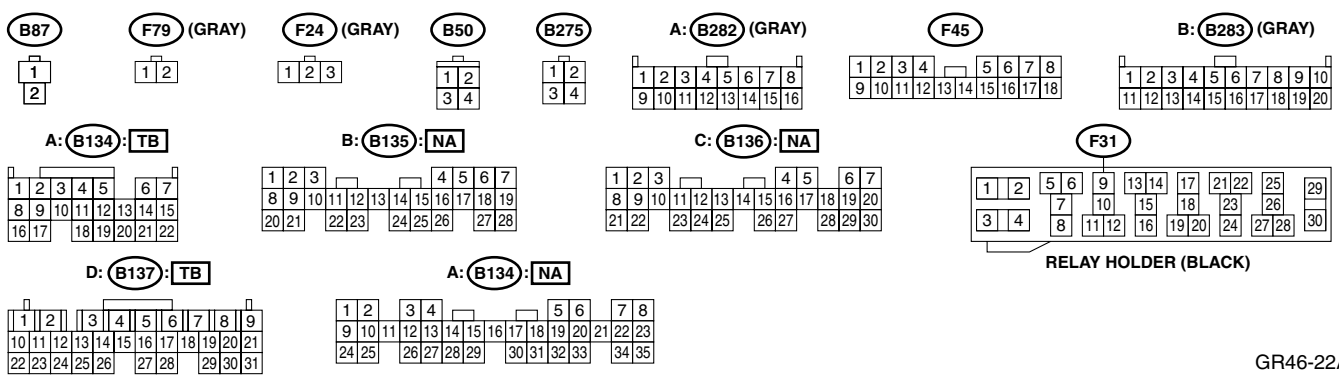 B87 F79 (GRAY) F24 (GRAY) B50 B275 A: B282 (GRAY) F45 B: B283 (GRAY)
1 1 2 1 2 3 1 2 1 2 1 2 3 4 5 6 7 8 1 2 3 4 5 6 7 8 1 2 3 4 5 6 7 8 9 10
2 3 4 3 4 9 10 11 12 13 14 15 16 9 10 11 12 13 14 15 16 17 18 11 12 13 14 15 16 17 18 19 20
A: B134 : TB B: B135 : NA C: B136 : NA F31
1 2 3 4 5 6 7 1 2 3 4 5 6 7 1 2 3 4 5 6 7 1 2 5 6 9 13 14 17 21 22 25 29
8 9 10 11 12 13 14 15 8 9 10 11 12 13 14 15 16 17 18 19 8 9 10 11 12 13 14 15 16 17 18 19 20 7 10 15 18 23 26
16 17 18 19 20 21 22 20 21 22 23 24 25 26 27 28 21 22 23 24 25 26 27 28 29 30 3 4 8 11 12 16 19 20 24 27 28 30
RELAY HOLDER (BLACK)
D: B137 : TB A: B134 : NA
1 2 3 4 5 6 7 8 9 1 2 3 4 5 6 7 8
10 11 12 13 14 15 16 17 18 19 20 21 9 10 11 12 13 14 15 16 17 18 19 20 21 22 23
22 23 24 25 26 27 28 29 30 31 24 25 26 27 28 29 30 31 32 33 34 35